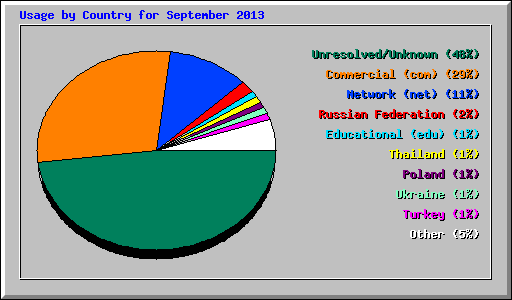 Usage by Country for September 2013
Unresolved/Unknown (48%)
Commercial (com) (29%)
Network (net) (11%)
Russian Federation (2%)
Educational (edu) (1%)
Thailand (1%)
Poland (1%)
Ukraine (1%)
Turkey (1%)
Other (5%)